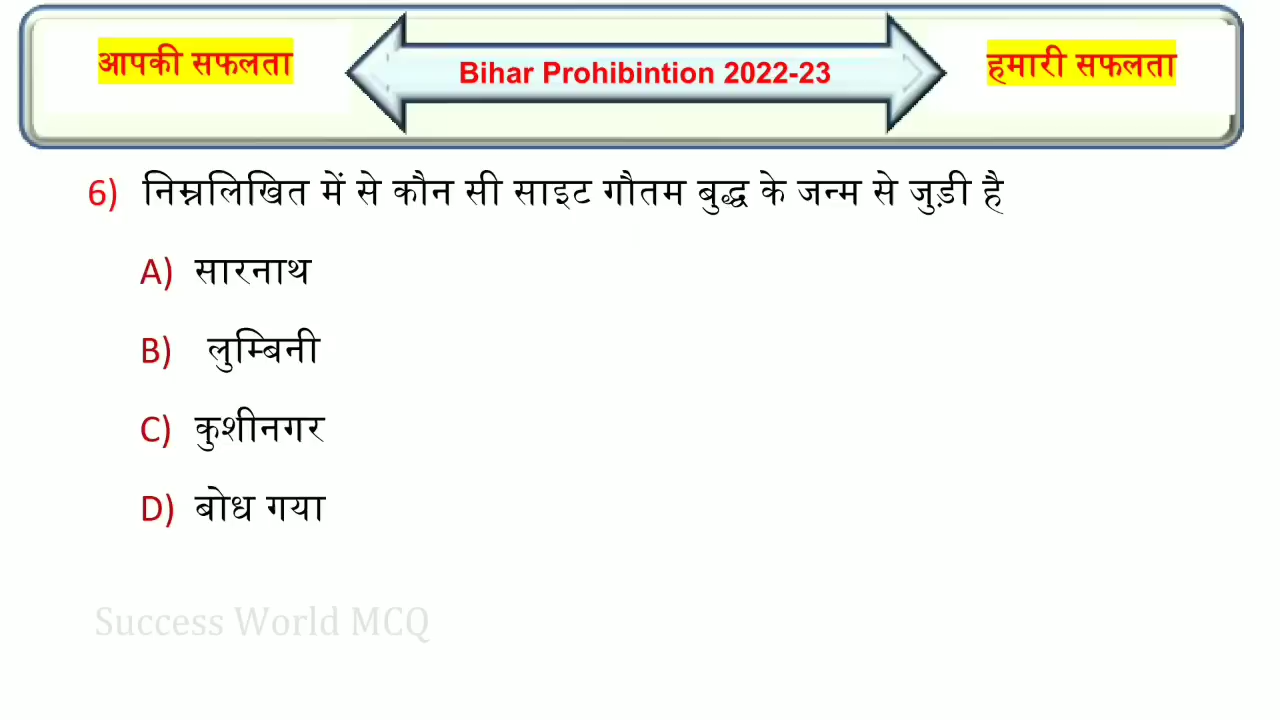 आपकी सफलता
Bihar Prohibintion 2022-23
हमारी सफलता
6) निम्नलिखित में से कौन सी साइट गौतम बुद्ध के जन्म से जुड़ी है
A) सारनाथ
B) लुम्बिनी
C) कुशीनगर
D) बोध गया
Success World MCQ